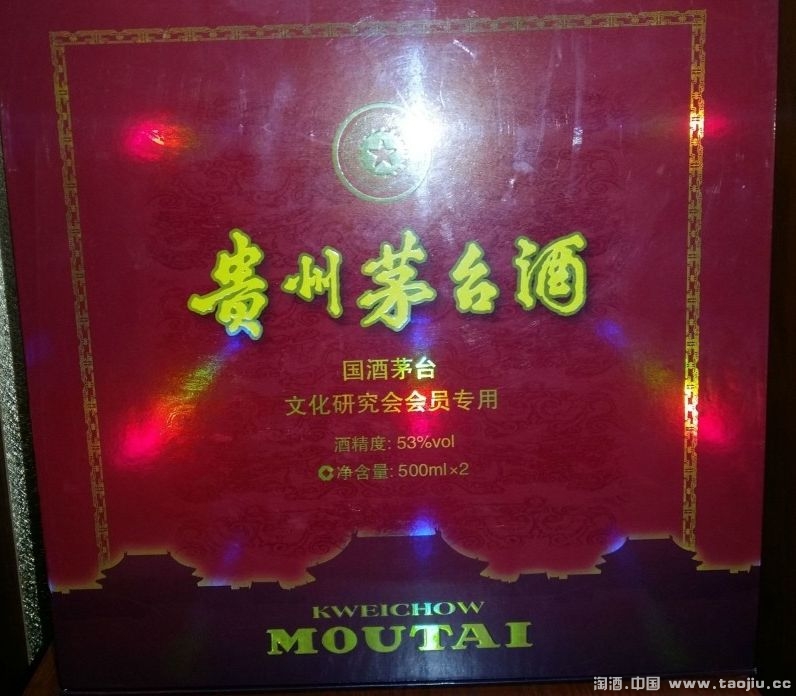 贵州茅台酒
国酒茅台
文化研究会会员专用
酒精度: 53%vol
净含量: 500ml×2
KWEICHOW
MOUTAI
淘酒.中国 www.taojiu.cc